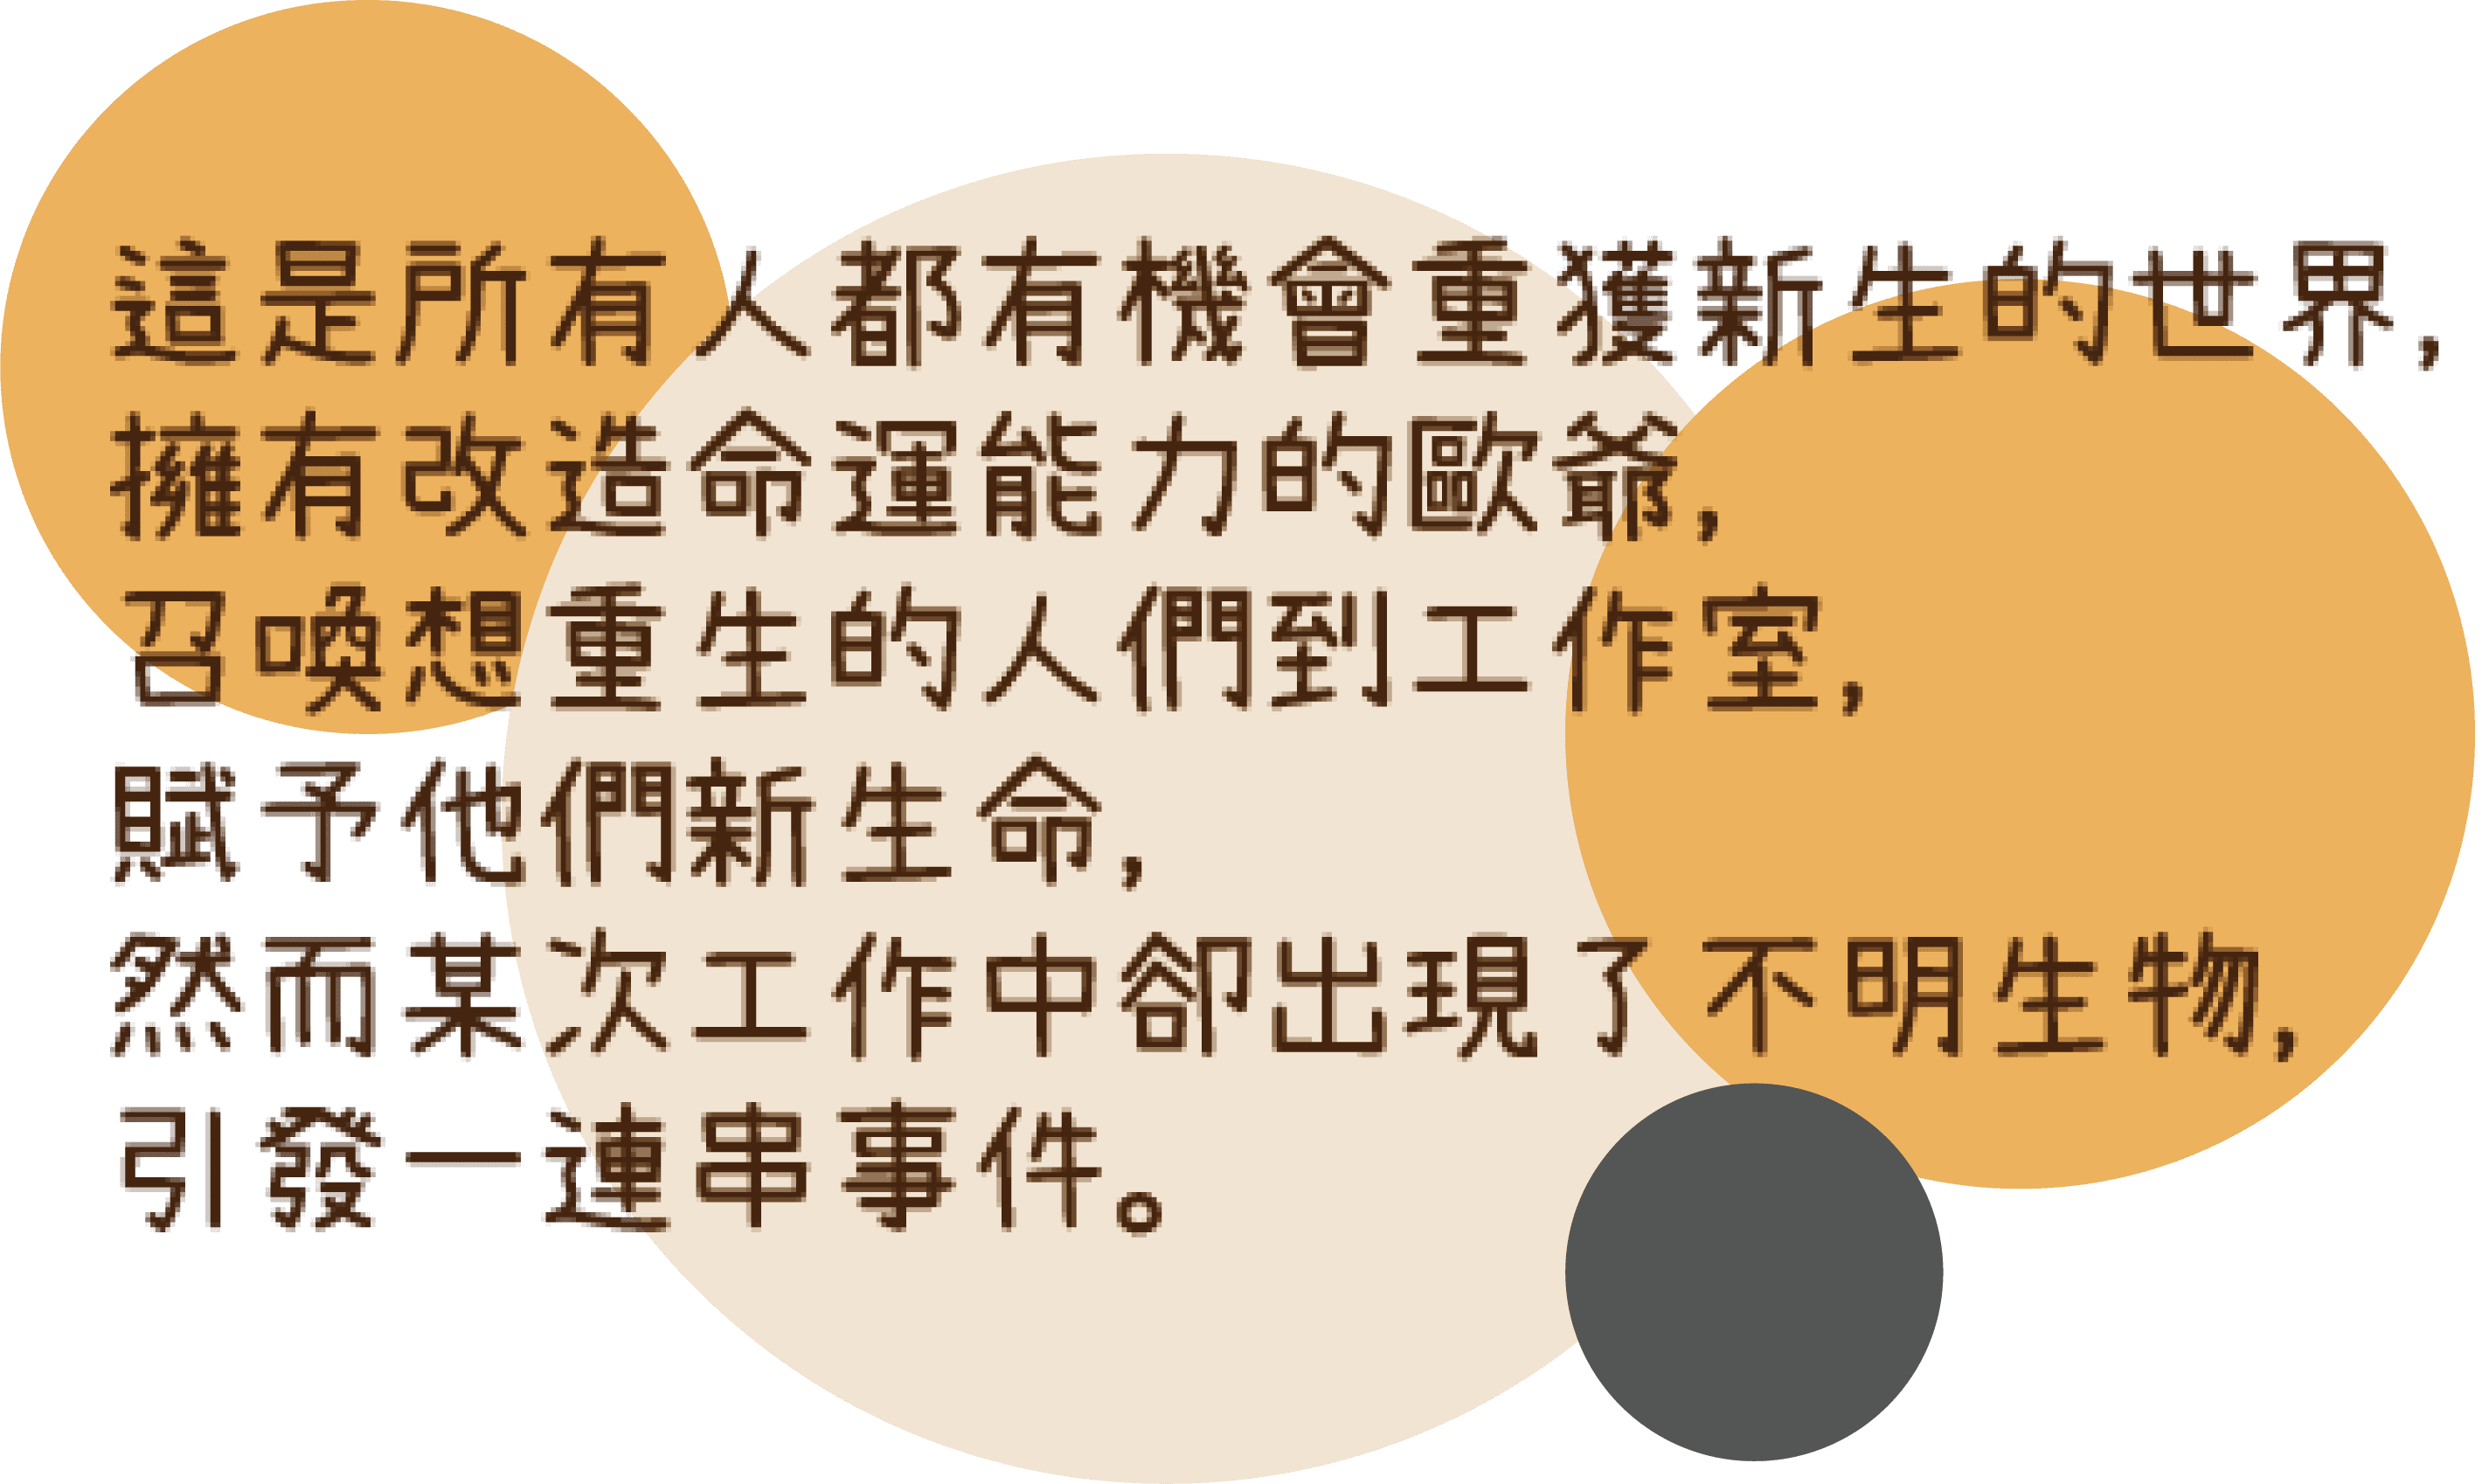 這是所有人都有機會重獲新生的世界,
擁有改造命運能力的歐爺,
召喚想重生的人們到工作室,
賦予他們新生命,
然而某次工作中卻出現了不明生物,
引發一連串事件。